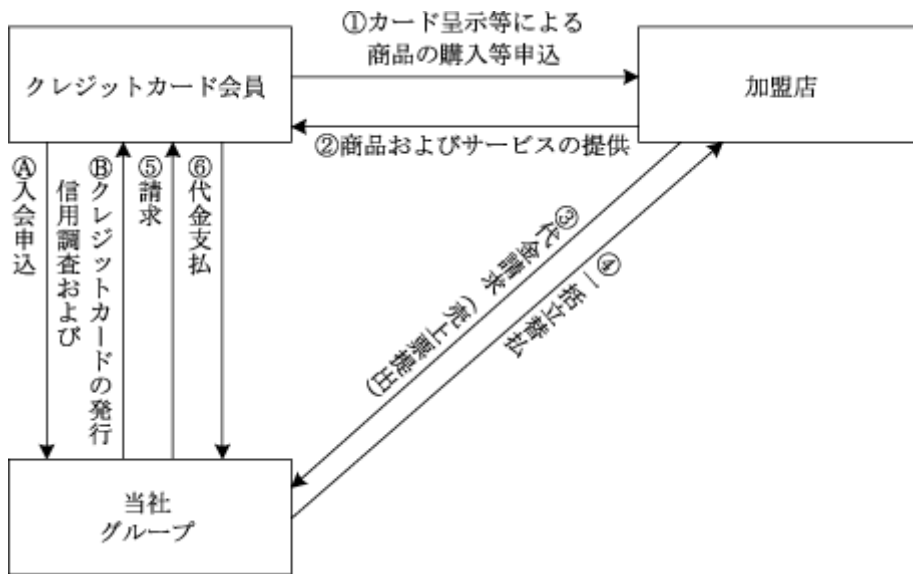 ①カード呈示等による
商品の購入等申込
クレジットカード会員
加盟店
②商品およびサービスの提供
Ⓐ入会申込
Ⓑクレジットカードの発行
信用調査および
⑤請求
⑥代金支払
③代金請求(売上票提出)
④一括立替払
当社
グループ